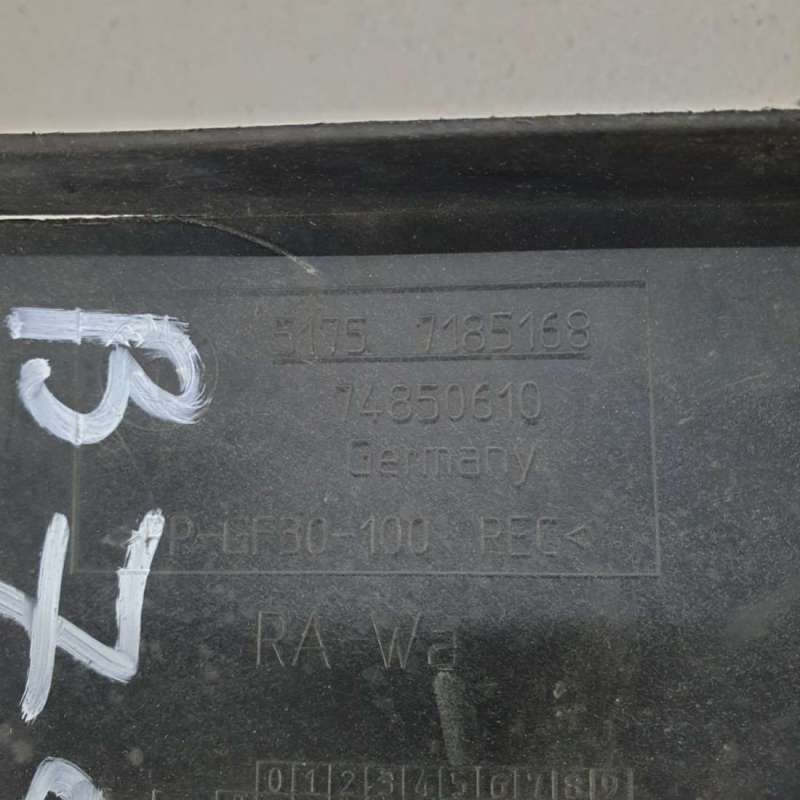 5175 7185168
74850610
Germany
PP-GF30-100 REC<
RA Wa
0 1 2 3 4 5 6 7 8 9
B
X